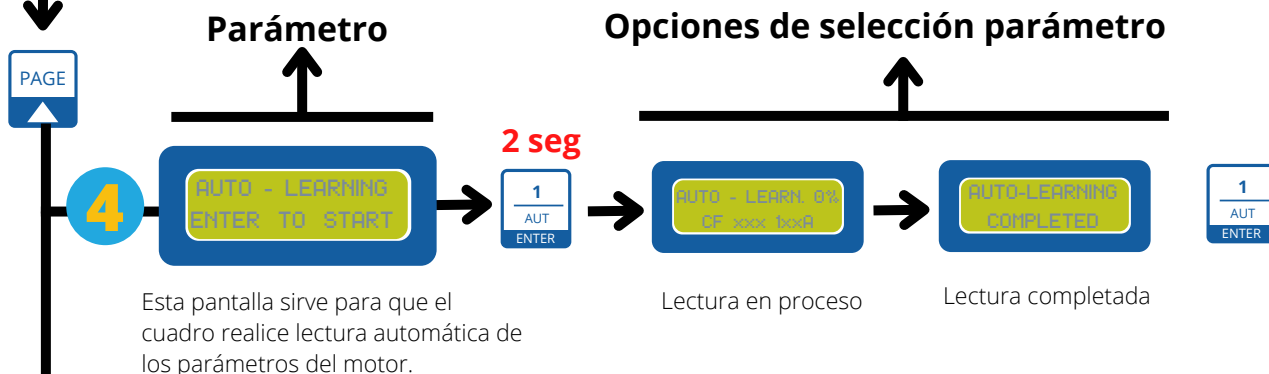 Parámetro
Opciones de selección parámetro
PAGE
2 seg
4
AUTO - LEARNING
ENTER TO START
1
AUT
ENTER
AUTO - LEARN. 0%
CF xxx 1xxA
AUTO-LEARNING
COMPLETED
1
AUT
ENTER
Esta pantalla sirve para que el
cuadro realice lectura automática de
los parámetros del motor.
Lectura en proceso
Lectura completada